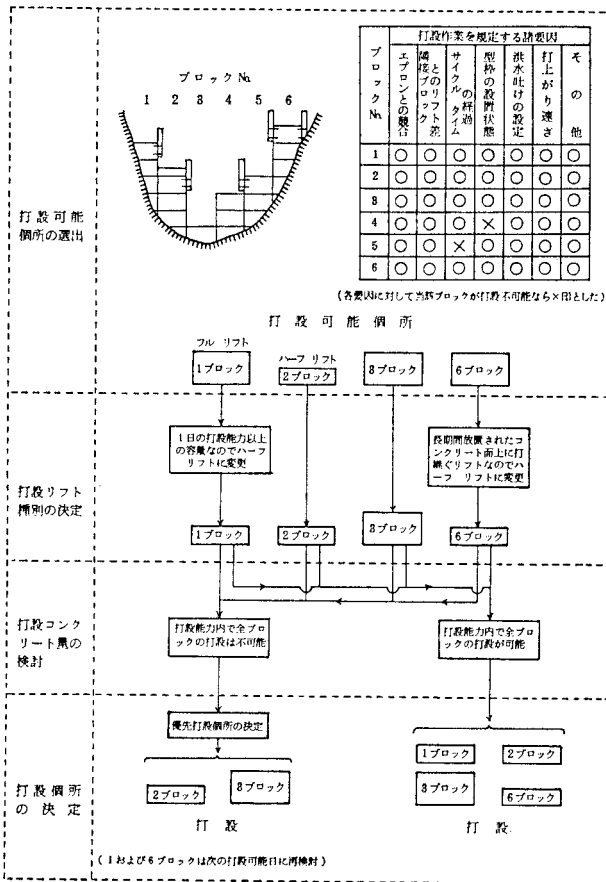 打設作業を規定する諸要因
ブロックNo.
エプロンとの競合
隣接ブロックとのリフト差
サイクルタイムの経過
型枠の設置状態
洪水吐けの設定
打上がり速さ
その他
1 ○ ○ ○ ○ ○ ○ ○
2 ○ ○ ○ ○ ○ ○ ○
3 ○ ○ ○ ○ ○ ○ ○
4 ○ ○ ○ × ○ ○ ○
5 ○ ○ × ○ ○ ○ ○
6 ○ ○ ○ ○ ○ ○ ○
(各要因に対して当該ブロックが打設不可能なら×印とした)
ブロック No.
1 2 3 4 5 6
打設可能
個所の選出
打設可能個所
フル リフト
1ブロック
ハーフ リフト
2ブロック
3ブロック
6ブロック
打設リフト
種別の決定
1日の打設能力以上
の容量なのでハーフ
リフトに変更
長期間放置されたコ
ンクリート面上に打
継ぐリフトなのでハ
ーフ リフトに変更
1ブロック
2ブロック
3ブロック
6ブロック
打設コンク
リート量の
検討
打設能力内で全ブロ
ックの打設は不可能
打設能力内で全ブロ
ックの打設が可能
打設個所
の決定
優先打設個所の決定
2ブロック
3ブロック
打設
1ブロック
2ブロック
3ブロック
6ブロック
打設
(1および6ブロックは次の打設可能日に再検討)